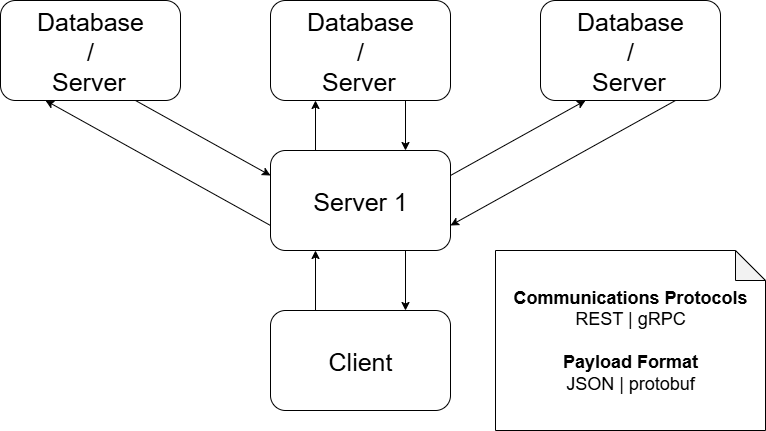 Database
/
Server
Database
/
Server
Database
/
Server
Server 1
Client
Communications Protocols
REST | gRPC
Payload Format
JSON | protobuf